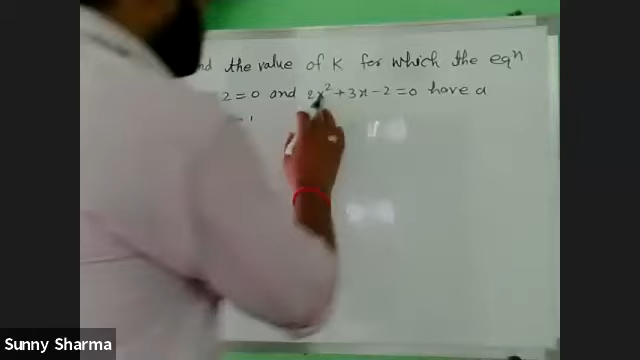 nd the value of K for which the eqn
2=0 and 2x²+3x-2=0 have a
Sunny Sharma